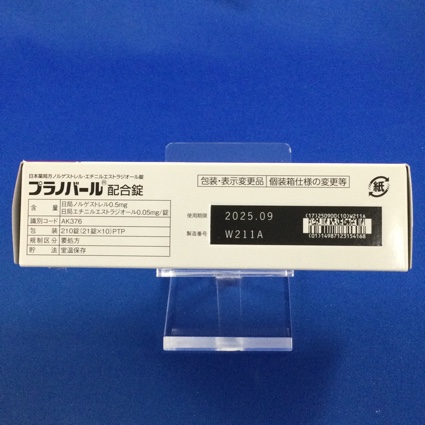 日本薬局方ノルゲストレル・エチニルエストラジオール錠
プラノバール®配合錠
含量 日局ノルゲストレル0.5mg
日局エチニルエストラジオール0.05mg/錠
識別コード AK376
包装 210錠(21錠×10)PTP
規制区分 要処方
貯法 室温保存
包装・表示変更品 個装箱仕様の変更等
紙
使用期限 2025.09
製造番号 W211A
(17)250900(10)W211A
(01)14987123154168